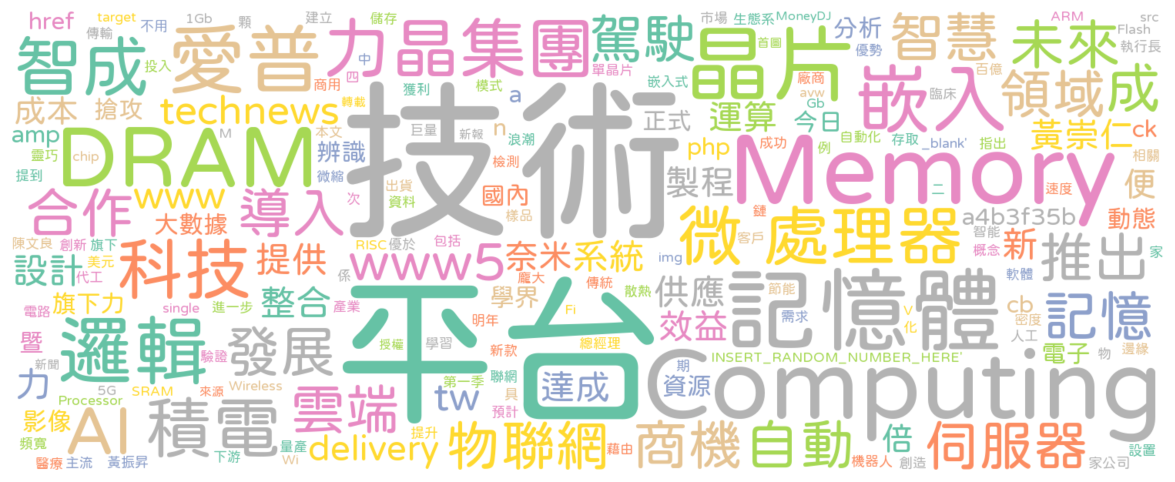 href
target
1Gb
顆
建立
儲存
力晶集團
駕駛
市場
生態系
MoneyDJ
分析
智慧
ARM
src
Flash
執行長
傳輸
不用
智成
愛普
中
首圖
優勢
未來
投入
商用
四
獲利
模式
單晶片
晶片
廠商
百億
嵌入
領域
成
成本
搶攻
technews
轉載
a
嵌入式
avw
Gb
臨床
amp
M
本文
巨量
新報
浪潮
n
正式
運算
今日
自動化
存取
_blank'
指出
黃崇仁
ck
靈巧
chip
DRAM
辨識
微縮
技術
檢測
成功
例
相關
提到
www
次
出貨
資料
國內
樣品
php
製程
Memory
二
速度
便
合作
導入
大數據
鏈
a4b3f35b
動態
陳文良
創新
旗下
RISC
優於
包括
客戶
微處理器
智能
概念
新
家
美元
代工
科技
提供
係
www5
奈米
系統
龐大
傳統
img
散熱
軟體
推出
設計
旗下力
整合
進一步
產業
學界
供應
節能
記憶體
V
化
cb
密度
記憶
電路
single
平台
Fi
明年
效益
需求
人工
暨
邏輯
發展
驗證
授權
學習
新款
總經理
INSERT_RANDOM_NUMBER_HERE'
電子
物
邊緣
新聞
力
5G
SRAM
來源
Wireless
tw
第一季
聯網
具
達成
期
資源
Computing
Processor
影像
AI
積電
雲端
預計
頻寬
delivery
提升
物聯網
商機
自動
倍
伺服器
設置
醫療
主流
黃振昇
下游
量產
Wi
藉由
機器人
創造
家公司